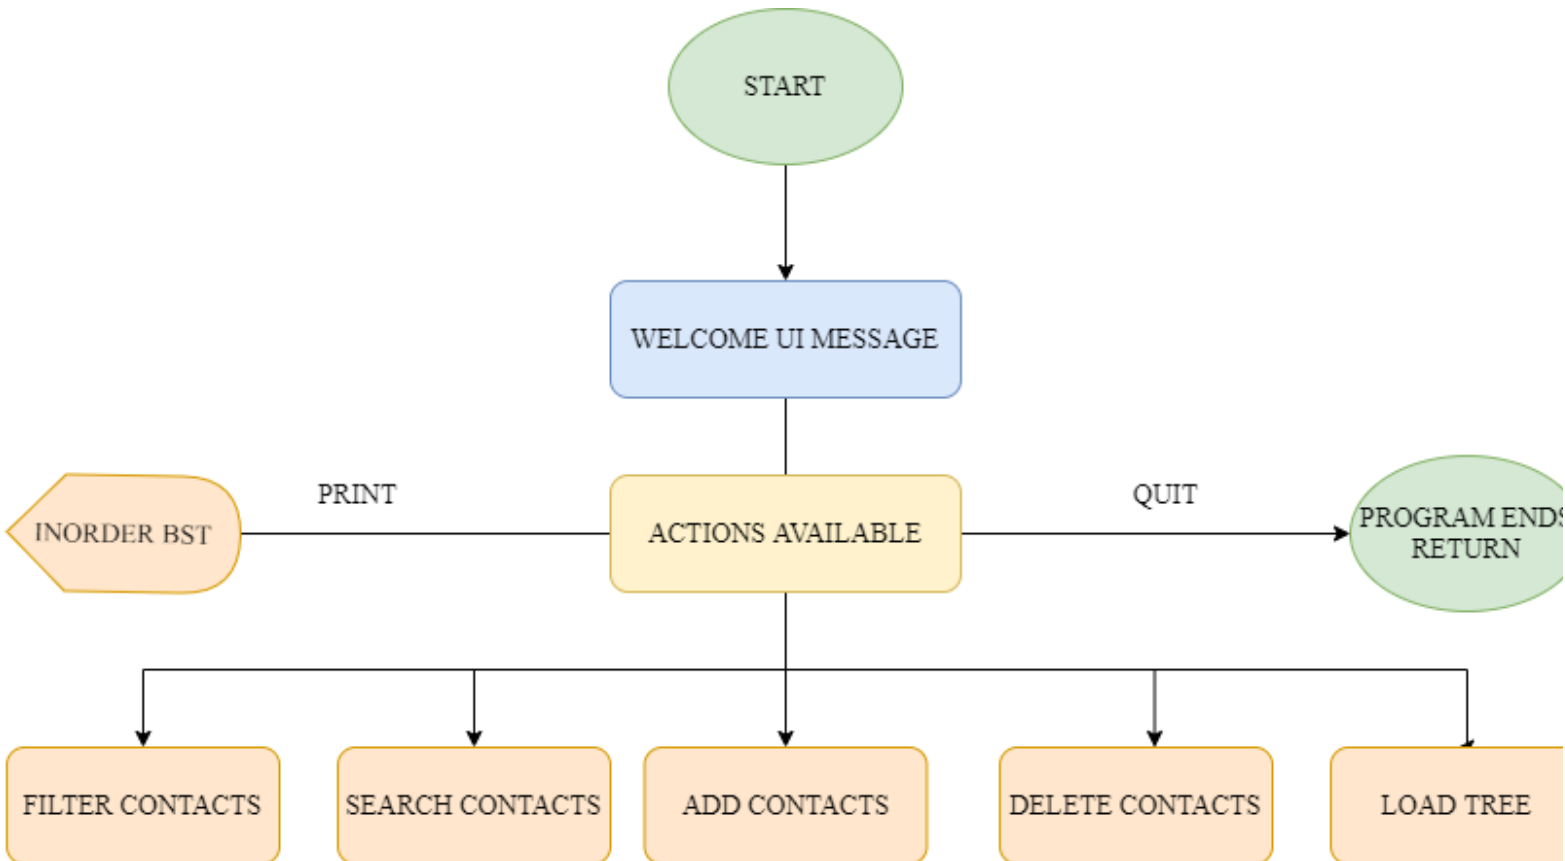 START
WELCOME UI MESSAGE
PRINT
QUIT
INORDER BST
ACTIONS AVAILABLE
PROGRAM ENDS
RETURN
FILTER CONTACTS
SEARCH CONTACTS
ADD CONTACTS
DELETE CONTACTS
LOAD TREE